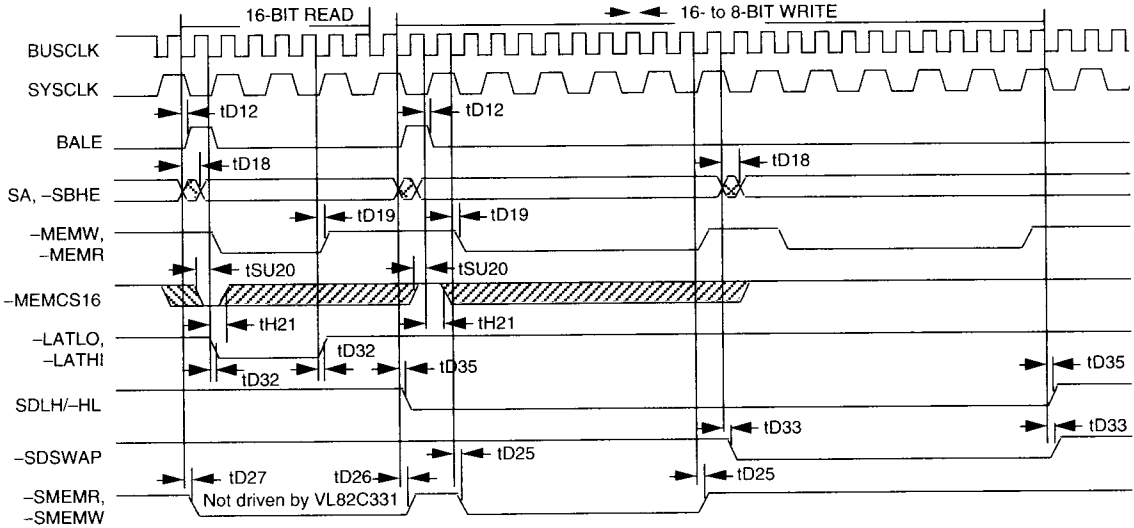 16-BIT READ 16- to 8-BIT WRITE
BUSCLK
SYSCLK
tD12 tD12
BALE
tD18 tD18
SA, –SBHE
tD19 tD19
–MEMW,
–MEMR
tSU20 tSU20
–MEMCS16
tH21 tH21
–LATLO,
–LATHI
tD32
tD32 tD35 tD35
SDLH/–HL
tD33 tD33
–SDSWAP
tD25
tD27 tD26 tD25
–SMEMR, Not driven by VL82C331
–SMEMW